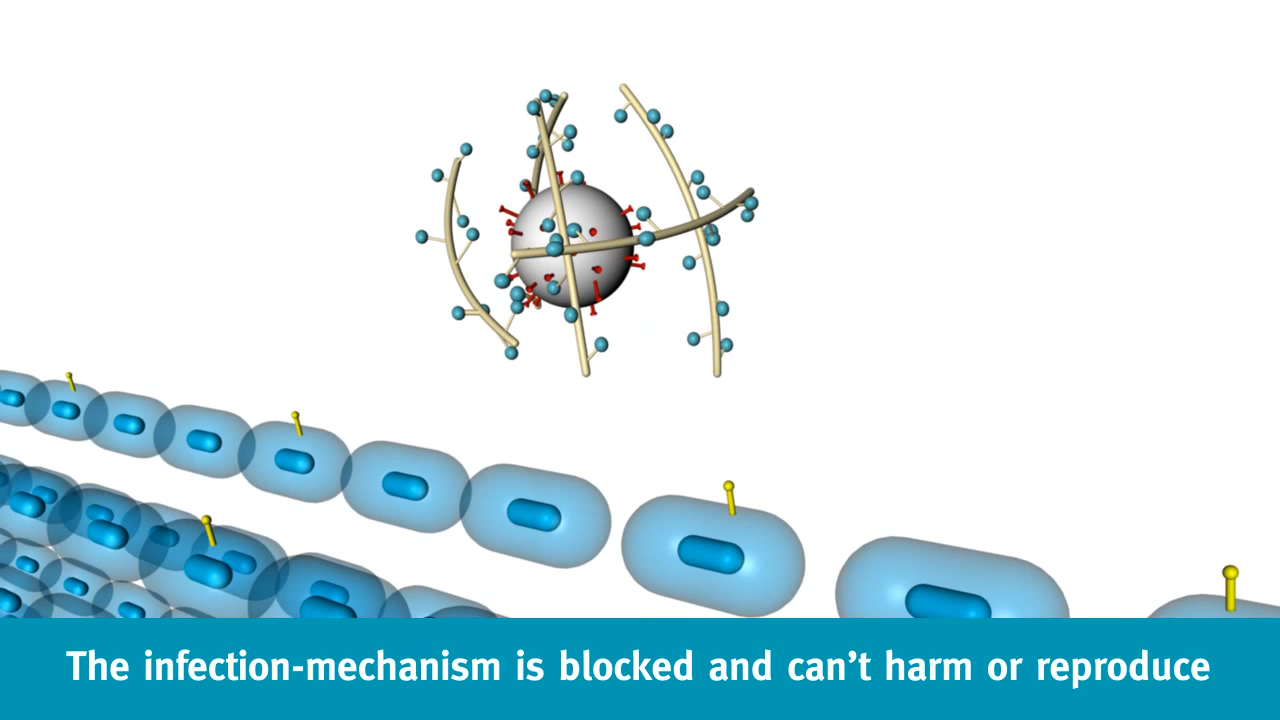 The infection-mechanism is blocked and can’t harm or reproduce